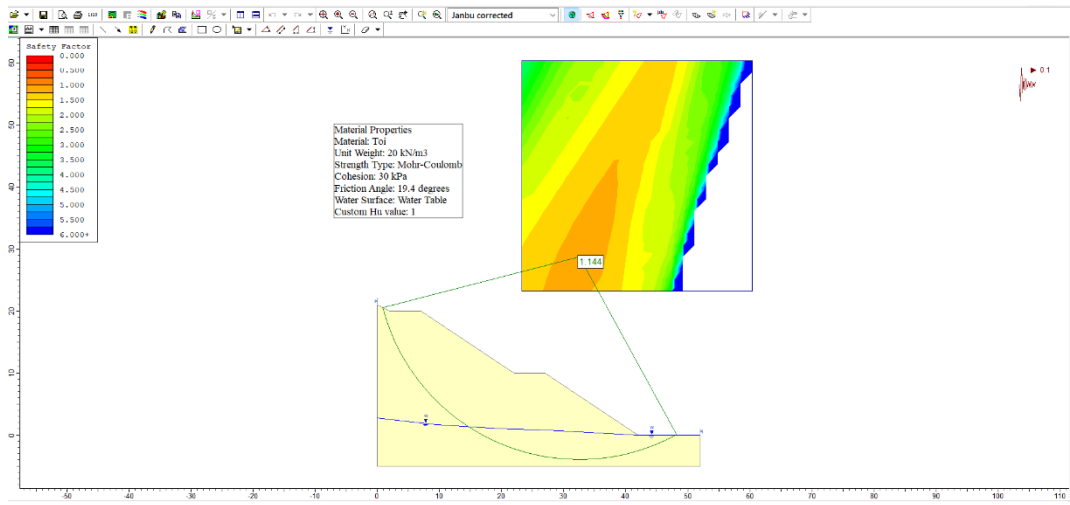 Janbu corrected
Safety Factor
0.000
0.500
1.000
1.500
2.000
2.500
3.000
3.500
4.000
4.500
5.000
5.500
6.000+
Material Properties
Material: Toi
Unit Weight: 20 kN/m3
Strength Type: Mohr-Coulomb
Cohesion: 30 kPa
Friction Angle: 19.4 degrees
Water Surface: Water Table
Custom Hu value: 1
0.1
1.144
60
50
40
30
20
10
0
-50 -40 -30 -20 -10 0 10 20 30 40 50 60 70 80 90 100 110